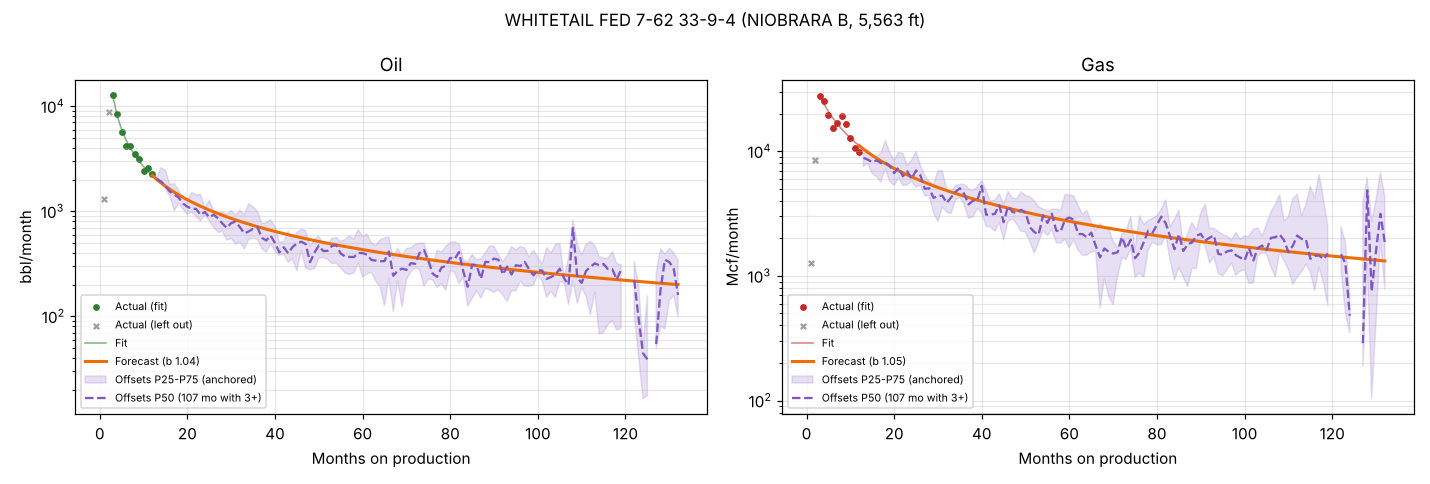 WHITETAIL FED 7-62 33-9-4 (NIOBRARA B, 5,563 ft)
Oil
bbl/month
10^4
10^3
10^2
Actual (fit)
Actual (left out)
Fit
Forecast (b 1.04)
Offsets P25-P75 (anchored)
Offsets P50 (107 mo with 3+)
0 20 40 60 80 100 120
Months on production
Gas
Mcf/month
10^4
10^3
10^2
Actual (fit)
Actual (left out)
Fit
Forecast (b 1.05)
Offsets P25-P75 (anchored)
Offsets P50 (107 mo with 3+)
0 20 40 60 80 100 120
Months on production